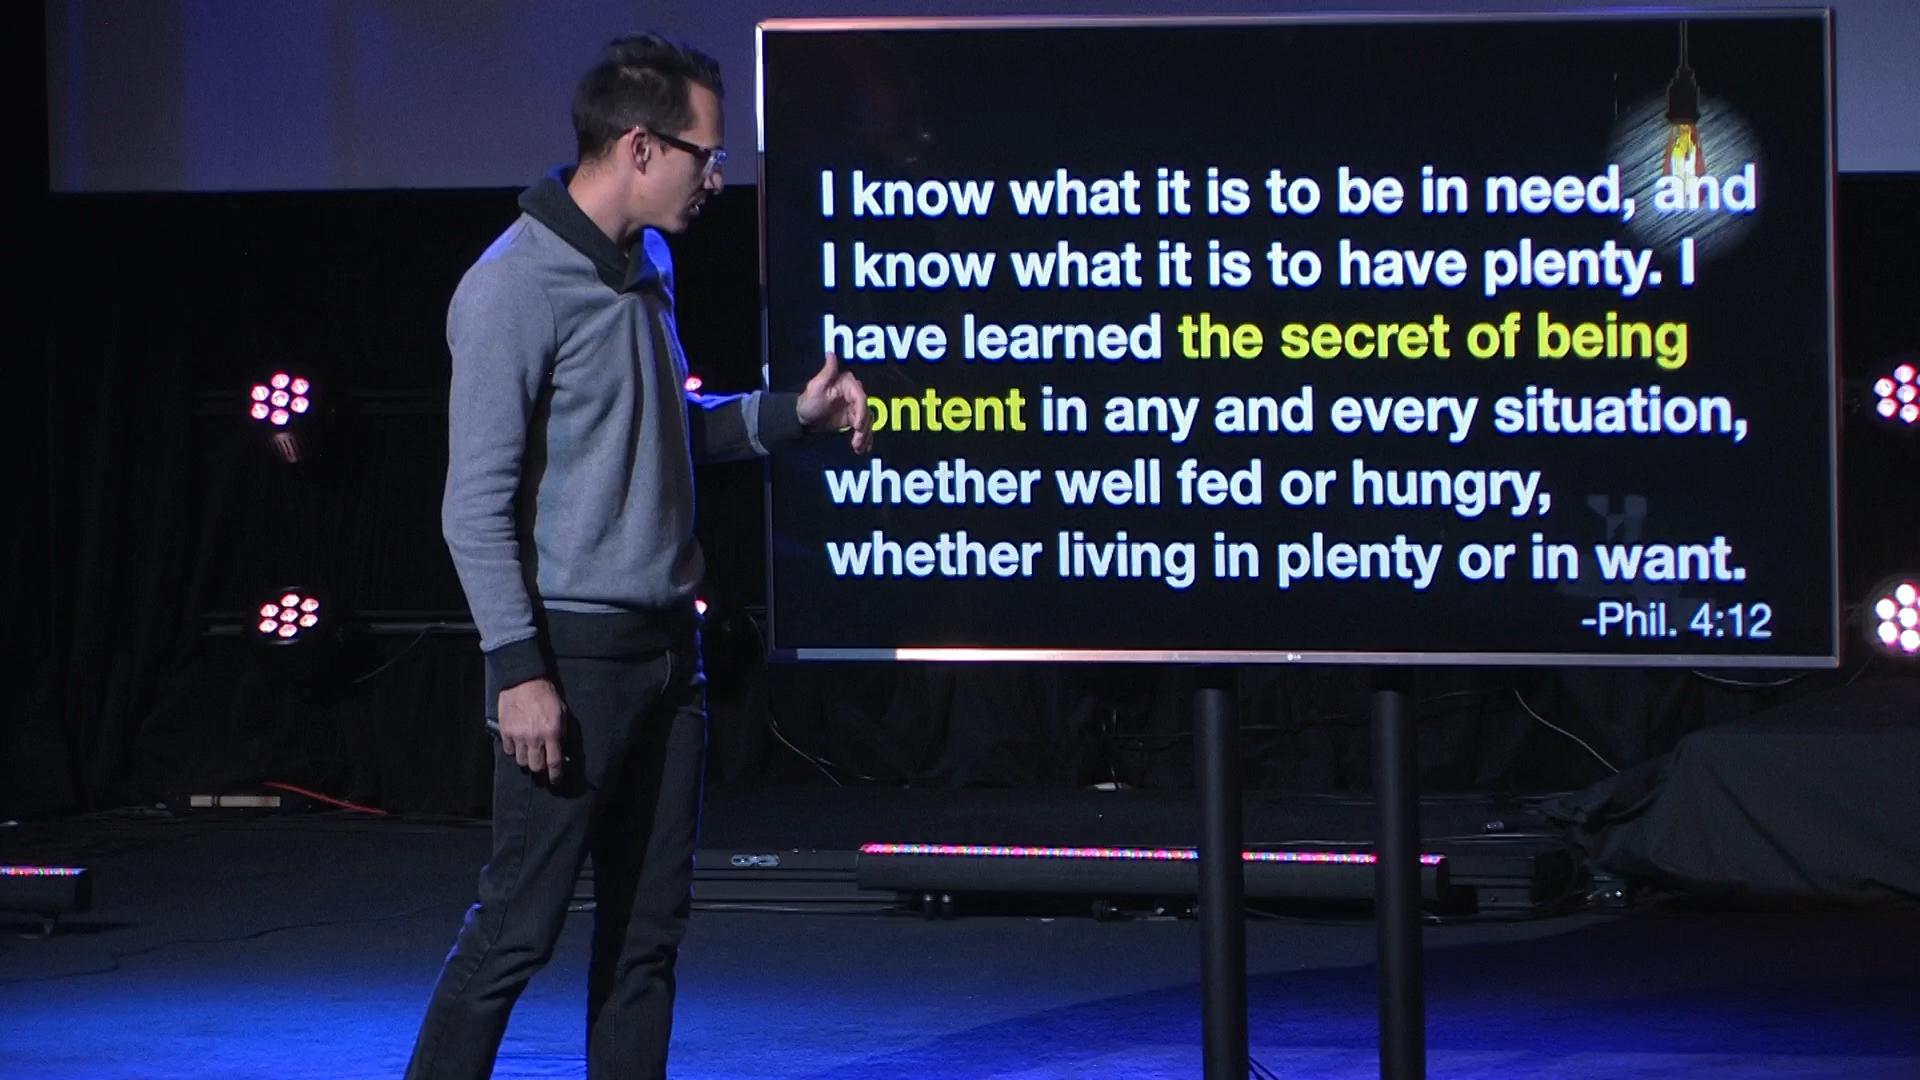 I know what it is to be in need, and
I know what it is to have plenty. I
have learned the secret of being
content in any and every situation,
whether well fed or hungry,
whether living in plenty or in want.
-Phil. 4:12